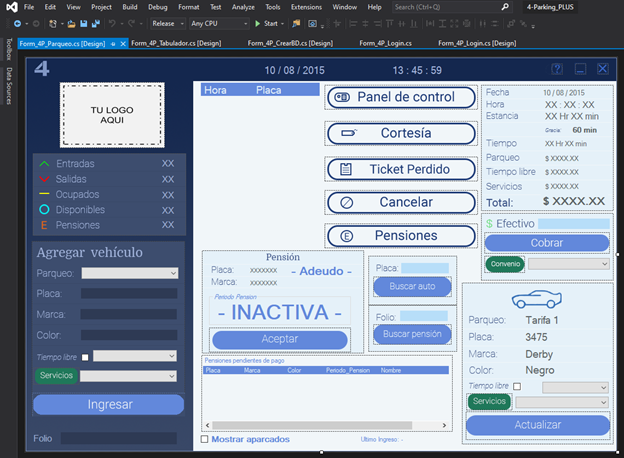 File Edit View Project Build Debug Format Test Analyze Tools Extensions Window Help Search (Ctrl+Q) 4-Parking_PLUS
Release Any CPU Start
Form_4P_Parqueo.cs [Design] Form_4P_Tabulador.cs [Design] Form_4P_CrearBD.cs [Design] Form_4P_Login.cs Form_4P_Login.cs [Design]
Toolbox
Data Sources
4 10 / 08 / 2015 13 : 45 : 59
TU LOGO
AQUI
Entradas XX
Salidas XX
Ocupados XX
Disponibles XX
E Pensiones XX
Agregar vehículo
Parqueo:
Placa:
Marca:
Color:
Tiempo libre
Servicios
Ingresar
Folio
Hora Placa
Panel de control
Cortesía
Ticket Perdido
Cancelar
E Pensiones
Pensión
Placa: XXXXXXX
- Adeudo -
Marca: XXXXXXX
Periodo Pension
- INACTIVA -
Aceptar
Placa:
Buscar auto
Folio:
Buscar pensión
Pensiones pendientes de pago
Placa Marca Color Periodo_Pension Nombre
Mostrar aparcados
Ultimo Ingreso: -
Fecha 10 / 08 / 2015
Hora XX : XX : XX
Estancia XX Hr XX min
Gracia: 60 min
Tiempo XX Hr XX min
Parqueo $ XXXX.XX
Tiempo libre $ XXXX.XX
Servicios $ XXXX.XX
Total: $ XXXX.XX
$ Efectivo
Cobrar
Convenio
Parqueo: Tarifa 1
Placa: 3475
Marca: Derby
Color: Negro
Tiempo libre
Servicios
Actualizar